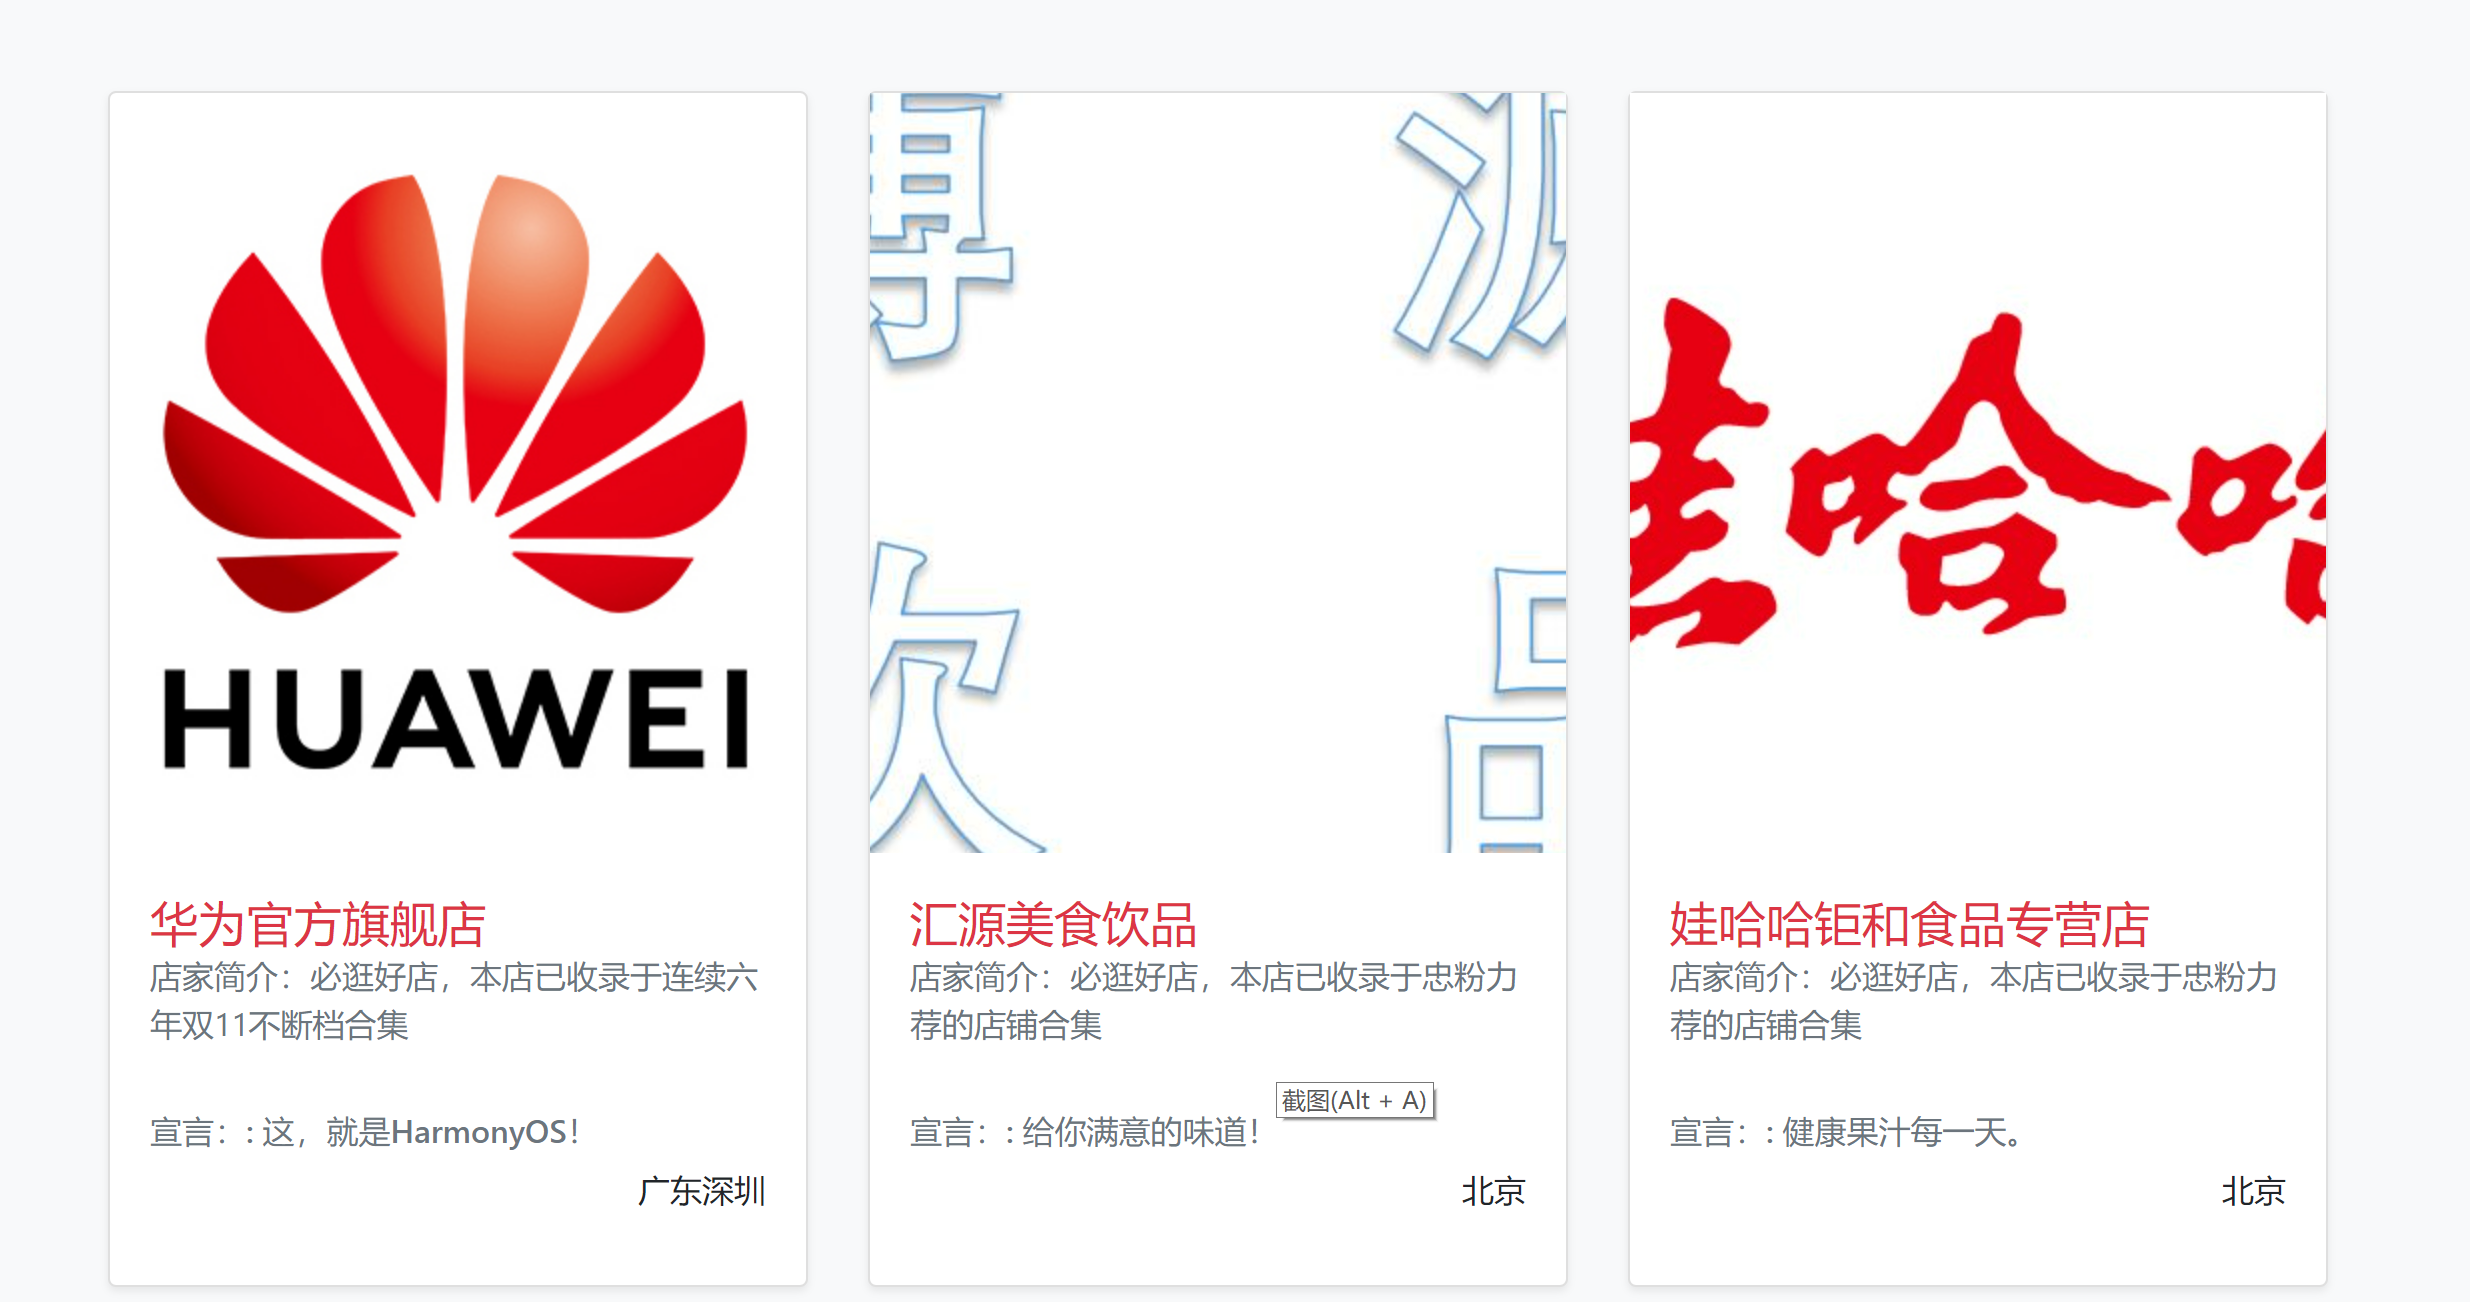 HUAWEI
华为官方旗舰店
店家简介：必逛好店，本店已收录于连续六
年双11不断档合集
宣言：: 这，就是HarmonyOS！
广东深圳
源
饮
品
汇源美食饮品
店家简介：必逛好店，本店已收录于忠粉力
荐的店铺合集
截图(Alt + A)
宣言：: 给你满意的味道！
北京
娃哈哈
娃哈哈钜和食品专营店
店家简介：必逛好店，本店已收录于忠粉力
荐的店铺合集
宣言：: 健康果汁每一天。
北京